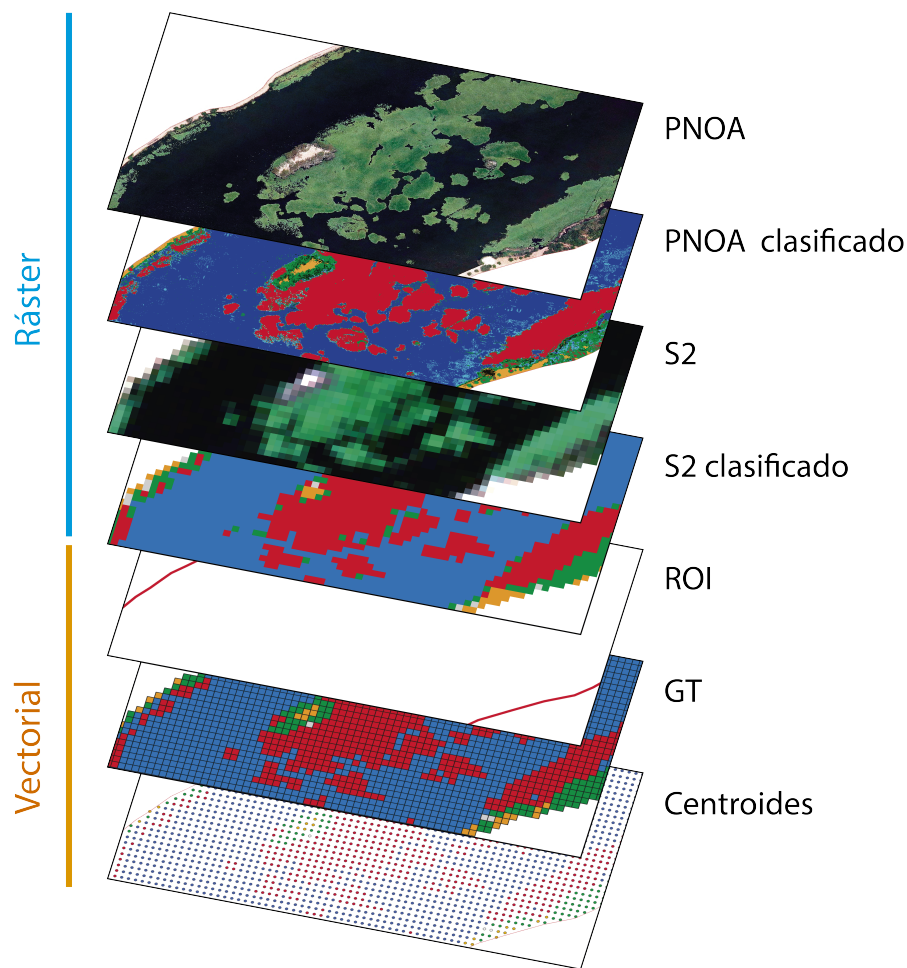 Ráster
PNOA
PNOA clasificado
S2
S2 clasificado
Vectorial
ROI
GT
Centroides